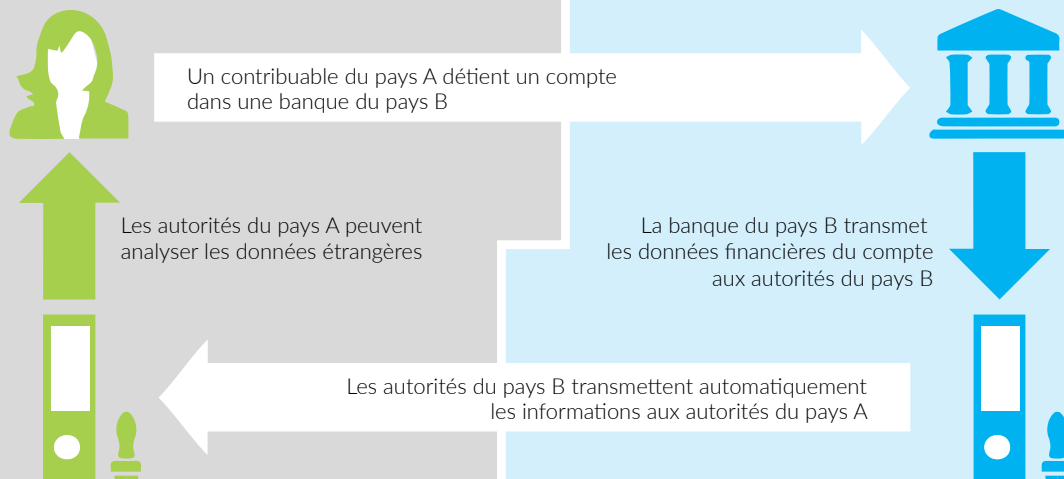 Un contribuable du pays A détient un compte
dans une banque du pays B
La banque du pays B transmet
les données financières du compte
aux autorités du pays B
Les autorités du pays B transmettent automatiquement
les informations aux autorités du pays A
Les autorités du pays A peuvent
analyser les données étrangères